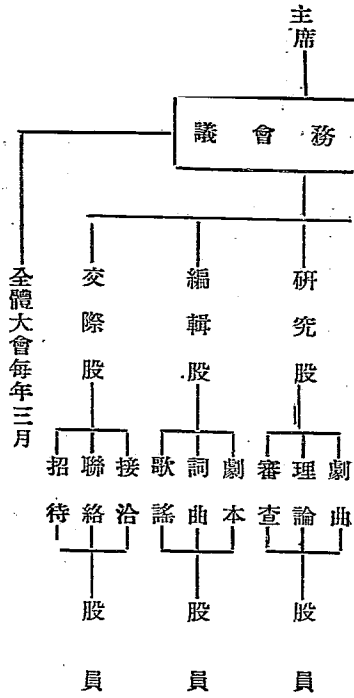 主席
務會議
研究股
劇曲
理論
審查
股員
編輯股
劇本
詞曲
歌謠
股員
交際股
接洽
聯絡
招待
股員
全體大會每年三月